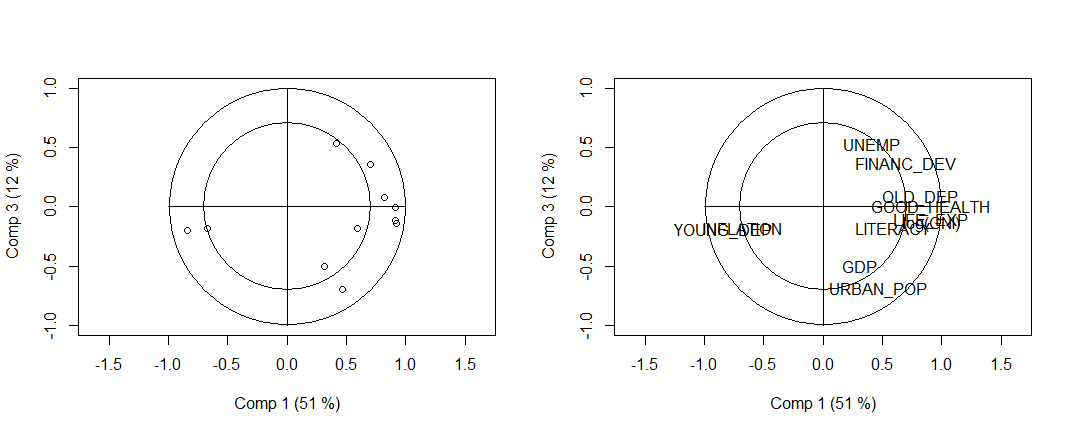 Comp 3 (12 %)
1.0
0.5
0.0
-0.5
-1.0
-1.5 -1.0 -0.5 0.0 0.5 1.0 1.5
Comp 1 (51 %)
Comp 3 (12 %)
1.0
0.5
0.0
-0.5
-1.0
UNEMP
FINANC_DEV
OLD_DEP
GOOD_HEALTH
LIFE_EXP
LITERACY
YOUNG_DEP
GDP
URBAN_POP
-1.5 -1.0 -0.5 0.0 0.5 1.0 1.5
Comp 1 (51 %)